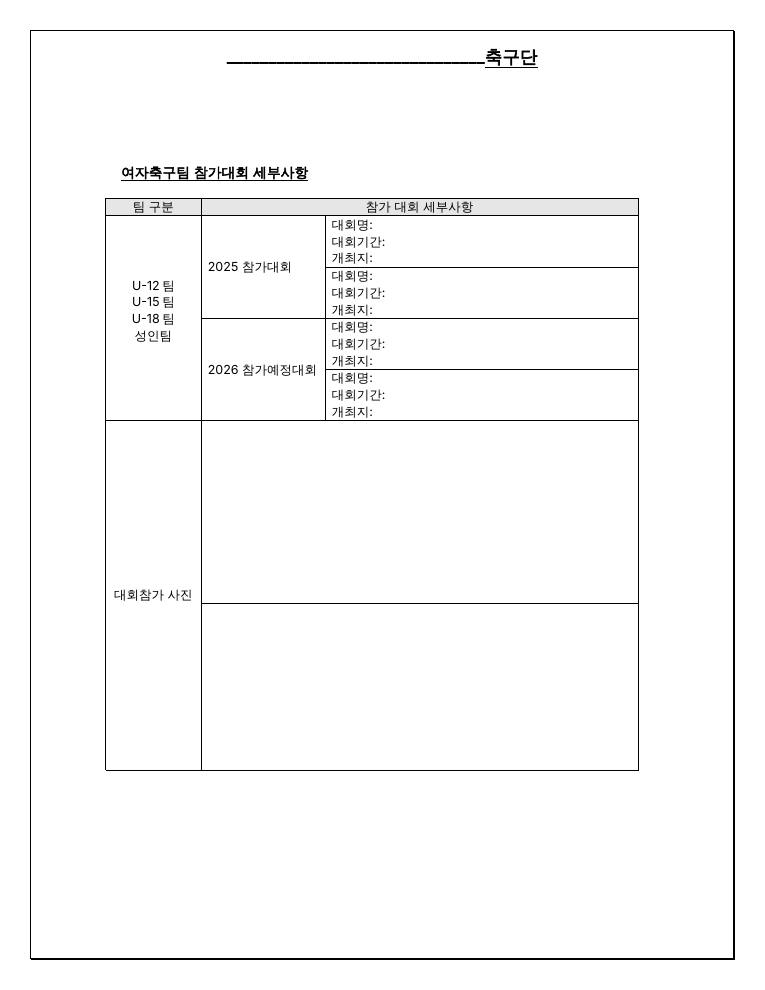 ______________________________축구단
여자축구팀 참가대회 세부사항
팀 구분
참가 대회 세부사항
U-12 팀
U-15 팀
U-18 팀
성인팀
2025 참가대회
대회명:
대회기간:
개최지:
대회명:
대회기간:
개최지:
2026 참가예정대회
대회명:
대회기간:
개최지:
대회명:
대회기간:
개최지:
대회참가 사진